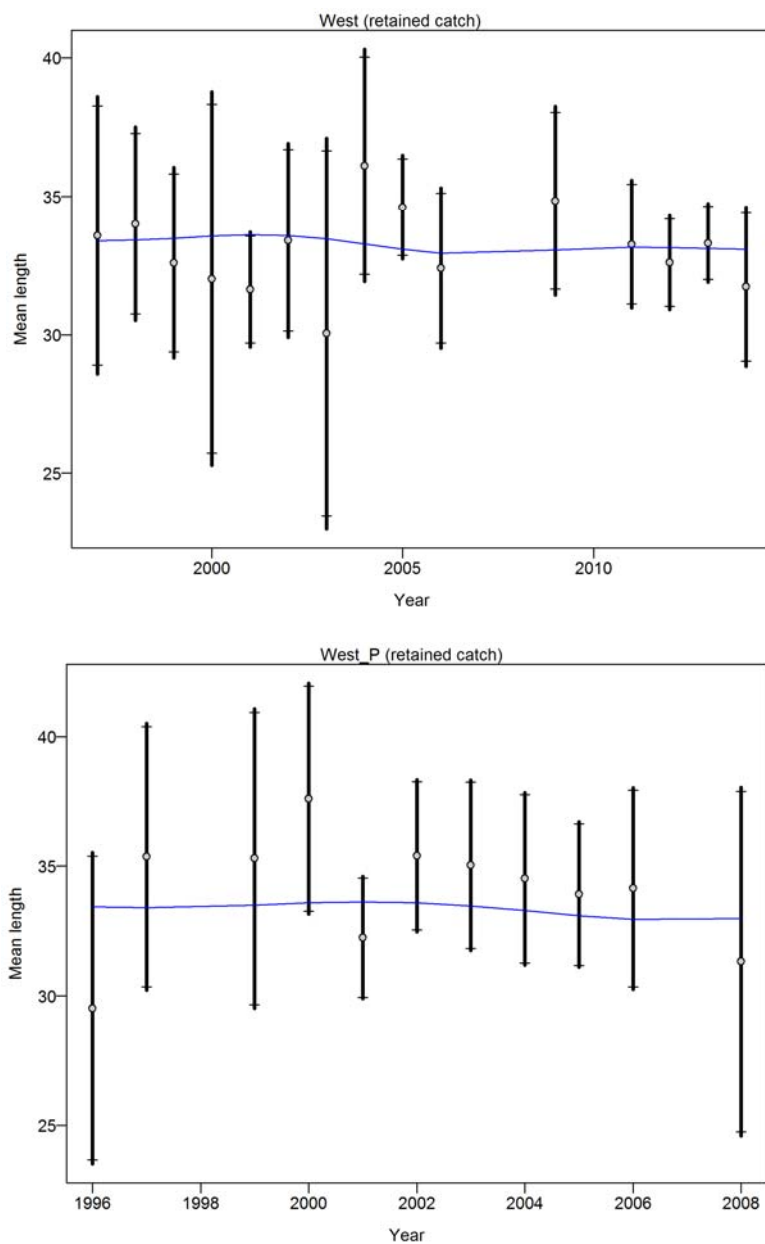 West (retained catch)
40
35
30
25
Mean length
2000 2005 2010
Year
West_P (retained catch)
40
35
30
25
Mean length
1996 1998 2000 2002 2004 2006 2008
Year